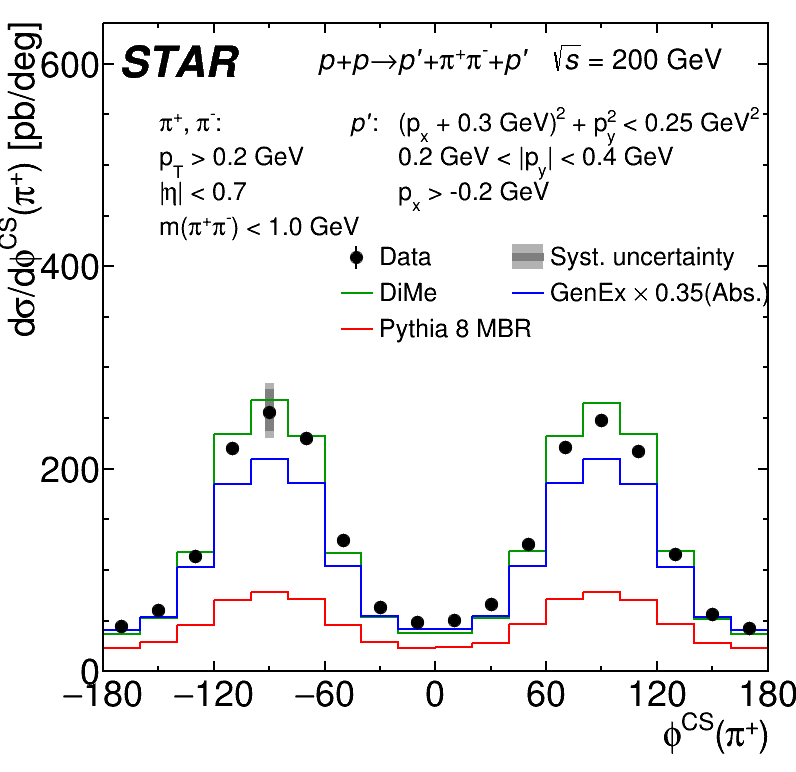 STAR p+p→p′+π⁺π⁻+p′ √s = 200 GeV
π⁺, π⁻: p′: (pₓ + 0.3 GeV)² + p_y² < 0.25 GeV²
p_T > 0.2 GeV 0.2 GeV < |p_y| < 0.4 GeV
|η| < 0.7 pₓ > -0.2 GeV
m(π⁺π⁻) < 1.0 GeV
Data Syst. uncertainty
DiMe GenEx × 0.35(Abs.)
Pythia 8 MBR
dσ/dϕ^CS(π⁺) [pb/deg]
600
400
200
0
−180 −120 −60 0 60 120 180
ϕ^CS(π⁺)